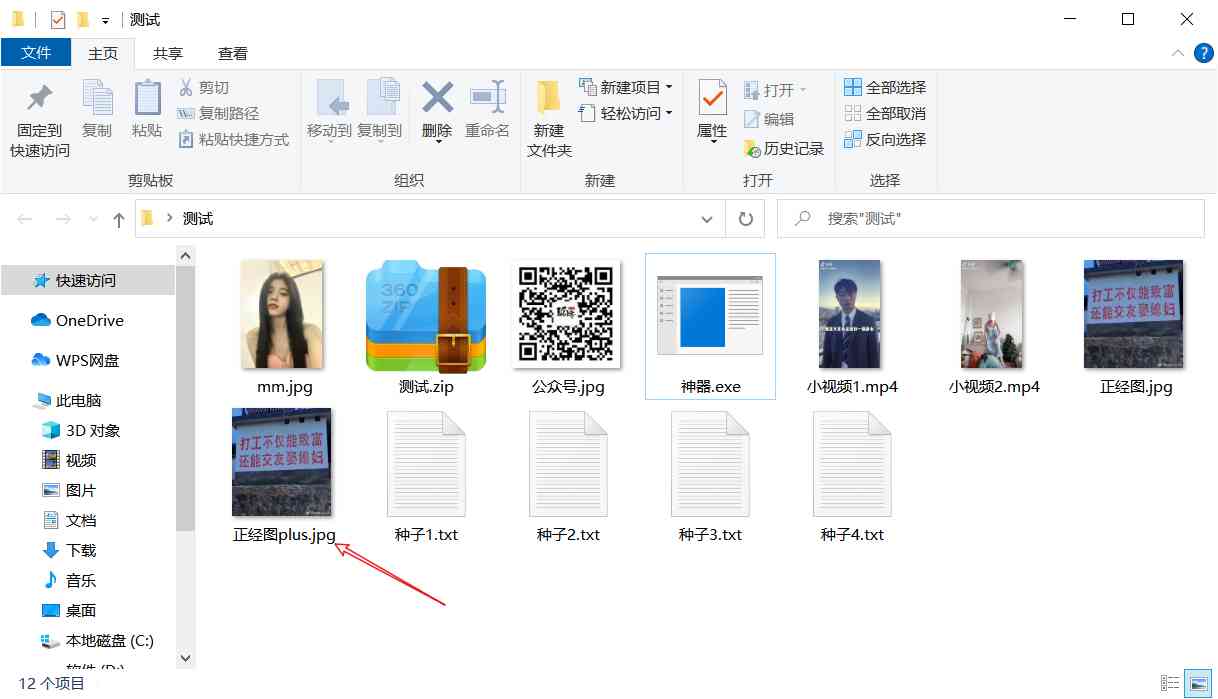 测试
文件 主页 共享 查看
固定到
快速访问
复制
粘贴
剪切
复制路径
粘贴快捷方式
剪贴板
移动到
复制到
删除
重命名
组织
新建
文件夹
新建项目
轻松访问
新建
属性
打开
编辑
历史记录
打开
全部选择
全部取消
反向选择
选择
测试
搜索"测试"
快速访问
OneDrive
WPS网盘
此电脑
3D 对象
视频
图片
文档
下载
音乐
桌面
本地磁盘 (C:)
软件 (D:)
360
ZIP
mm.jpg
测试.zip
公众号.jpg
神器.exe
小视频1.mp4
小视频2.mp4
打工不仅能致富
还能交友娶媳妇
正经图.jpg
打工不仅能致富
还能交友娶媳妇
正经图plus.jpg
种子1.txt
种子2.txt
种子3.txt
种子4.txt
12 个项目